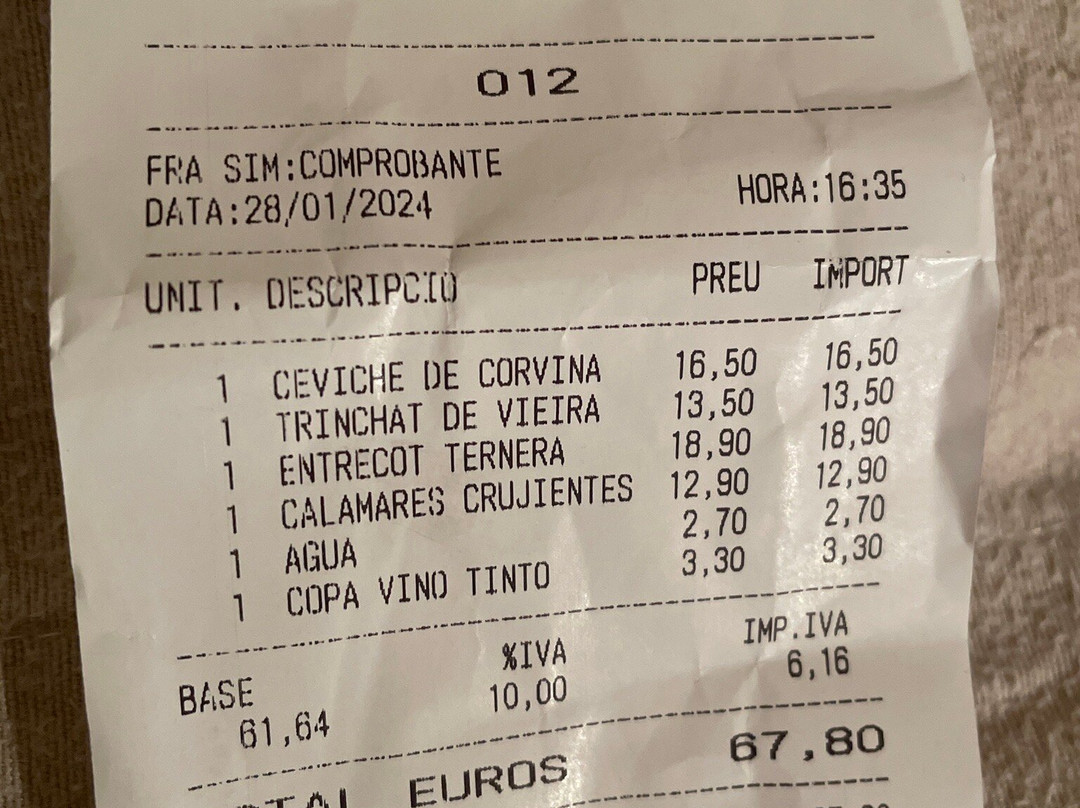 012
FRA SIM:COMPROBANTE
DATA:28/01/2024 HORA:16:35
UNIT. DESCRIPCIO PREU IMPORT
1 CEVICHE DE CORVINA 16,50 16,50
1 TRINCHAT DE VIEIRA 13,50 13,50
1 ENTRECOT TERNERA 18,90 18,90
1 CALAMARES CRUJIENTES 12,90 12,90
1 AGUA 2,70 2,70
1 COPA VINO TINTO 3,30 3,30
BASE %IVA IMP.IVA
61,64 10,00 6,16
EUROS 67,80